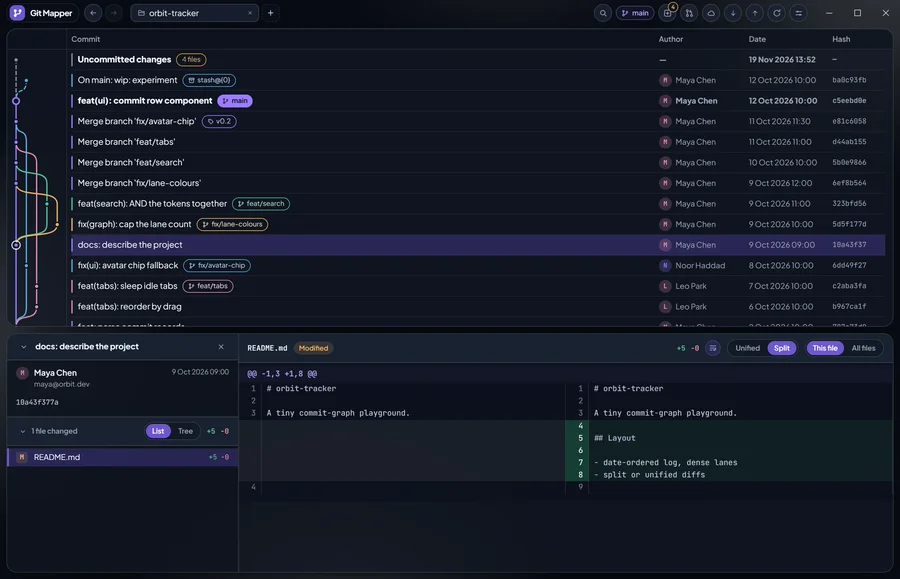 Git Mapper
orbit-tracker
main
4
Commit Author Date Hash
Uncommitted changes 4 files — 19 Nov 2026 13:52 —
On main: wip: experiment stash@{0} M Maya Chen 12 Oct 2026 10:00 ba0c93fb
feat(ui): commit row component main M Maya Chen 12 Oct 2026 10:00 c5eebd0e
Merge branch 'fix/avatar-chip' v0.2 M Maya Chen 11 Oct 2026 11:30 e81c6058
Merge branch 'feat/tabs' M Maya Chen 11 Oct 2026 11:00 d44ab155
Merge branch 'feat/search' M Maya Chen 10 Oct 2026 10:00 5b0e9866
Merge branch 'fix/lane-colours' M Maya Chen 9 Oct 2026 12:00 6ef8b564
feat(search): AND the tokens together feat/search M Maya Chen 9 Oct 2026 11:00 323bfd56
fix(graph): cap the lane count fix/lane-colours M Maya Chen 9 Oct 2026 10:00 5d5f177d
docs: describe the project M Maya Chen 9 Oct 2026 09:00 10a43f37
fix(ui): avatar chip fallback fix/avatar-chip N Noor Haddad 8 Oct 2026 10:00 6dd49f27
feat(tabs): sleep idle tabs feat/tabs L Leo Park 7 Oct 2026 10:00 c2aba3fa
feat(tabs): reorder by drag L Leo Park 6 Oct 2026 10:00 b967ca1f
docs: describe the project
M Maya Chen 9 Oct 2026 09:00
maya@orbit.dev
10a43f377a
1 file changed List Tree +5 -0
M README.md +5 -0
README.md Modified +5 -0 Unified Split This file All files
@@ -1,3 +1,8 @@
1 # orbit-tracker 1 # orbit-tracker
2 2
3 A tiny commit-graph playground. 3 A tiny commit-graph playground.
4
5 ## Layout
6
7 - date-ordered log, dense lanes
8 - split or unified diffs
4 9